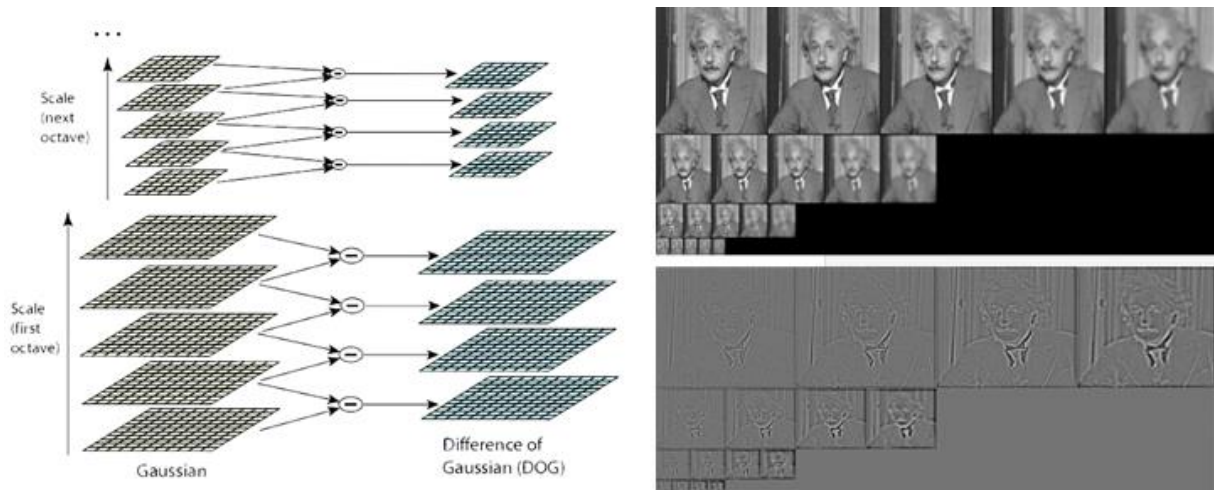 ...
Scale
(next
octave)
Scale
(first
octave)
Gaussian
Difference of
Gaussian (DOG)